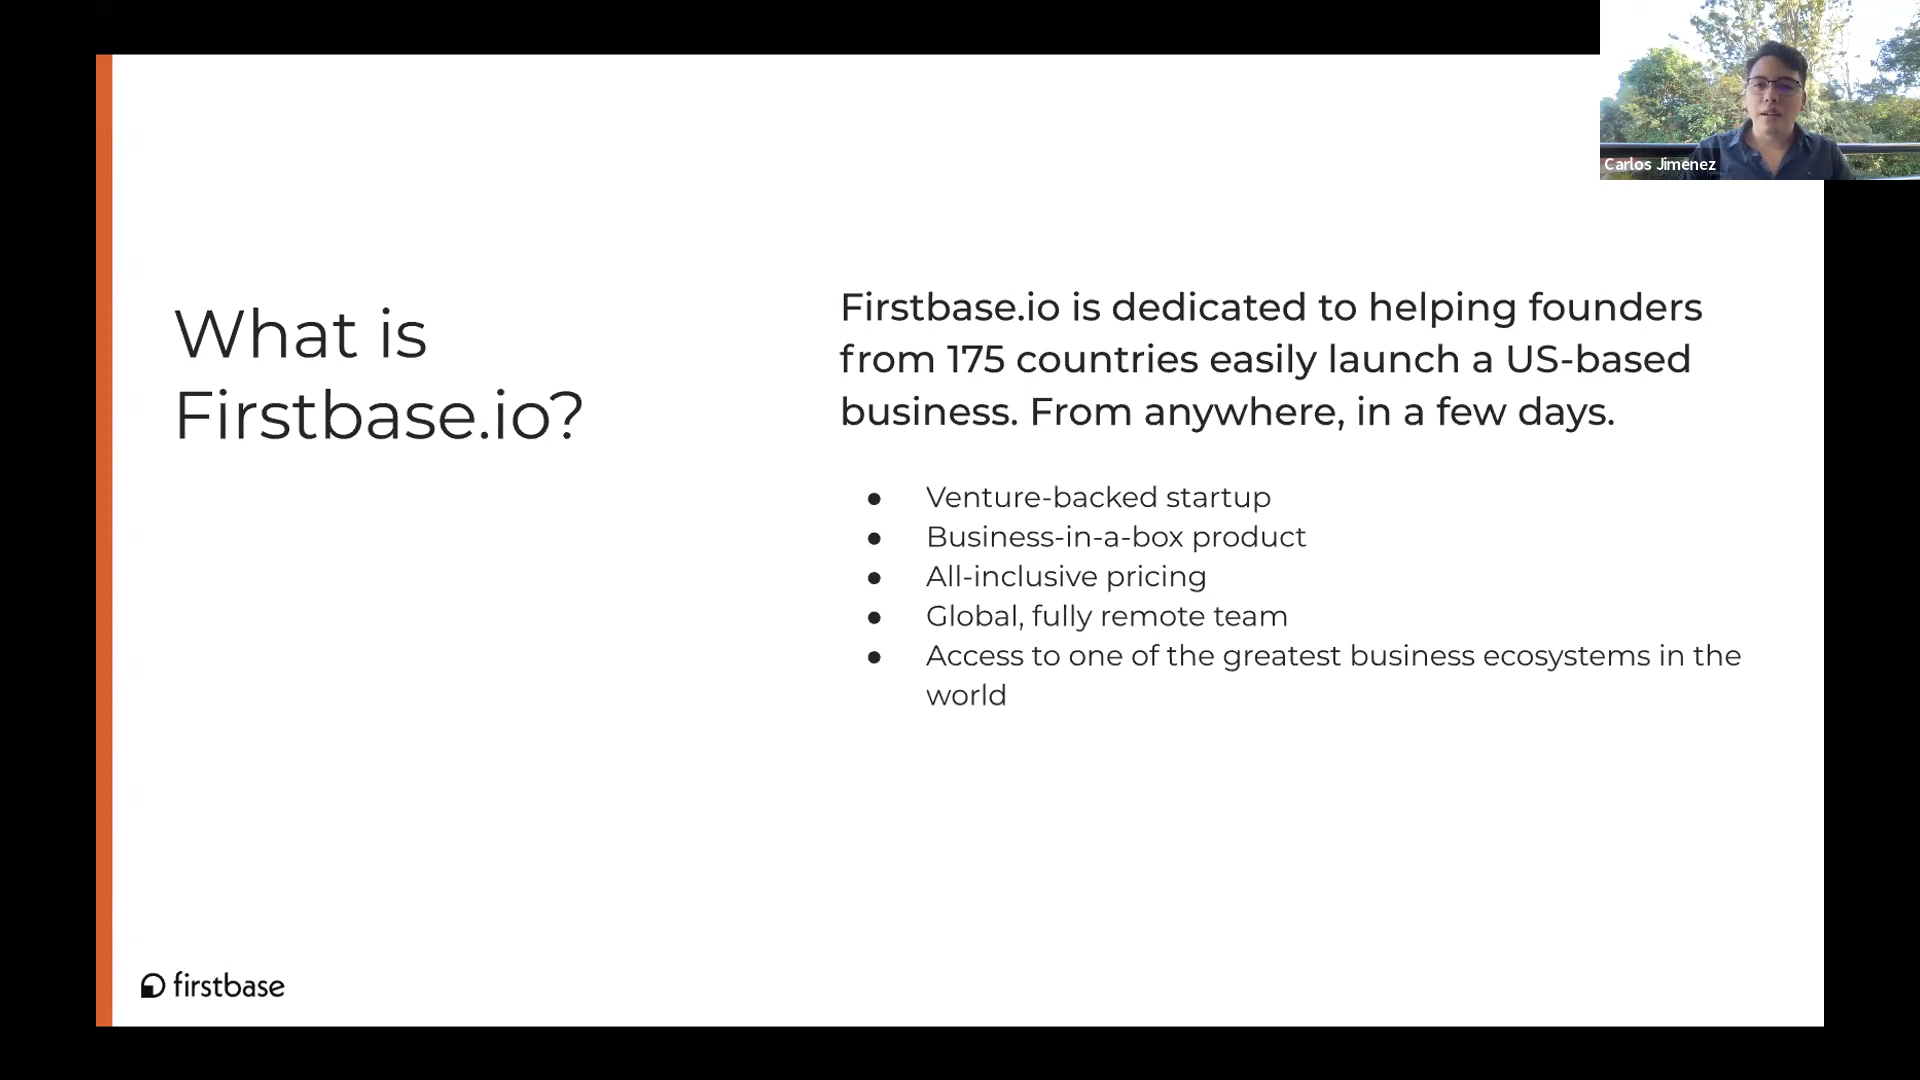 Carlos Jimenez
What is
Firstbase.io?
Firstbase.io is dedicated to helping founders
from 175 countries easily launch a US-based
business. From anywhere, in a few days.
● Venture-backed startup
● Business-in-a-box product
● All-inclusive pricing
● Global, fully remote team
● Access to one of the greatest business ecosystems in the
world
firstbase